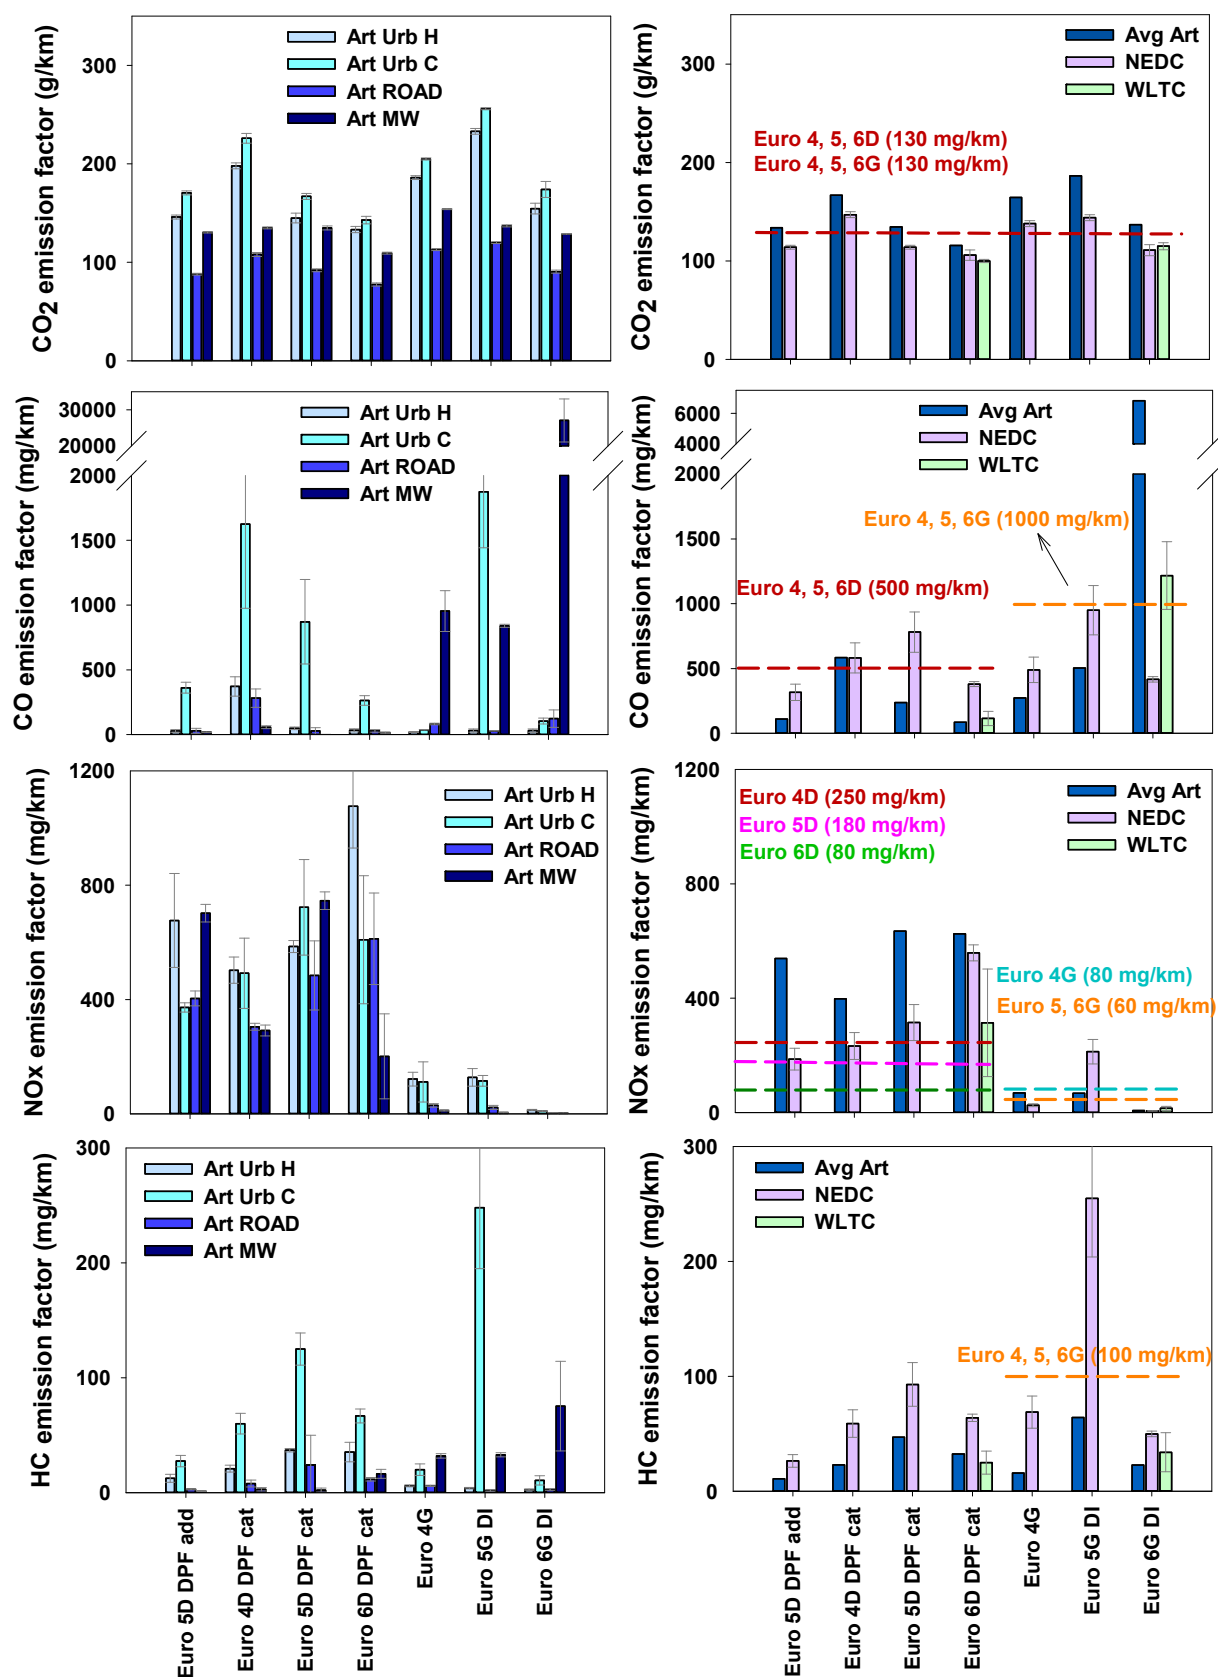 CO2 emission factor (g/km)
300
200
100
0
Art Urb H
Art Urb C
Art ROAD
Art MW
CO2 emission factor (g/km)
300
200
100
0
Avg Art
NEDC
WLTC
Euro 4, 5, 6D (130 mg/km)
Euro 4, 5, 6G (130 mg/km)
CO emission factor (mg/km)
30000
20000
2000
1500
1000
500
0
Art Urb H
Art Urb C
Art ROAD
Art MW
CO emission factor (mg/km)
6000
4000
2000
1500
1000
500
0
Avg Art
NEDC
WLTC
Euro 4, 5, 6G (1000 mg/km)
Euro 4, 5, 6D (500 mg/km)
NOx emission factor (mg/km)
1200
800
400
0
Art Urb H
Art Urb C
Art ROAD
Art MW
NOx emission factor (mg/km)
1200
800
400
0
Euro 4D (250 mg/km)
Euro 5D (180 mg/km)
Euro 6D (80 mg/km)
Avg Art
NEDC
WLTC
Euro 4G (80 mg/km)
Euro 5, 6G (60 mg/km)
HC emission factor (mg/km)
300
200
100
0
Art Urb H
Art Urb C
Art ROAD
Art MW
Euro 5D DPF add
Euro 4D DPF cat
Euro 5D DPF cat
Euro 6D DPF cat
Euro 4G
Euro 5G DI
Euro 6G DI
HC emission factor (mg/km)
300
200
100
0
Avg Art
NEDC
WLTC
Euro 4, 5, 6G (100 mg/km)
Euro 5D DPF add
Euro 4D DPF cat
Euro 5D DPF cat
Euro 6D DPF cat
Euro 4G
Euro 5G DI
Euro 6G DI